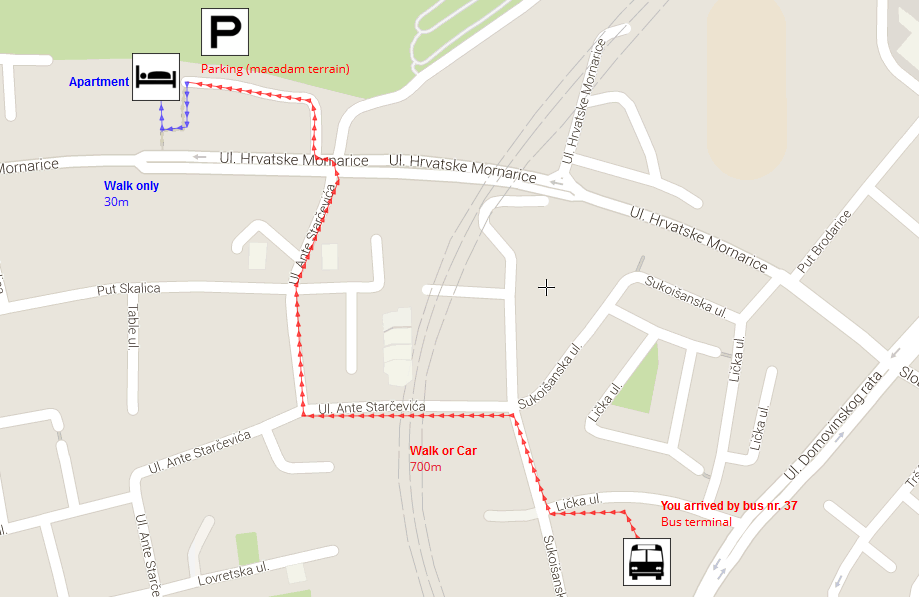 P
Parking (macadam terrain)
Apartment
Ul. Hrvatske Mornarice
Mornarice
Ul. Hrvatske Mornarice
Ul. Hrvatske Mornarice
Walk only
30m
Ul. Ante Starčevića
Ul. Hrvatske Mornarice
Put Brodarice
Put Skalica
Table ul.
Sukoišanska ul.
Lička ul.
Sukoišanska ul.
Lička ul.
Ul. Ante Starčevića
Lička ul.
Ul. Domovinskog rata
Slo
Ul. Ante Starčevića
Walk or Car
700m
Trš
Lička ul.
You arrived by bus nr. 37
Bus terminal
Ul. Ante Starče
Sukoišanska
Lovretska ul.